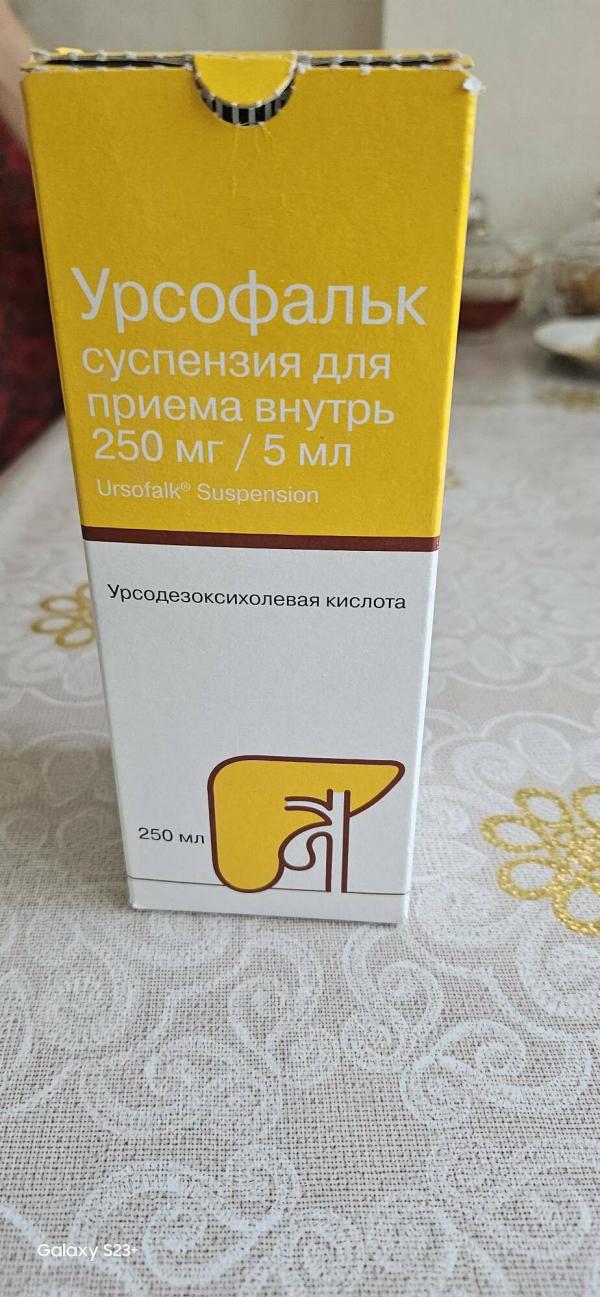 Урсофальк
суспензия для
приема внутрь
250 мг / 5 мл
Ursofalk® Suspension
Урсодезоксихолевая кислота
250 мл
Galaxy S23+